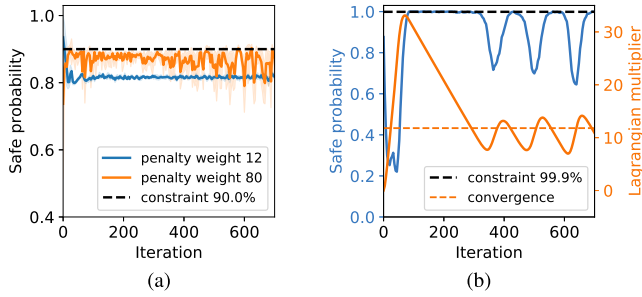 Safe probability
1.0
0.8
0.6
0.4
penalty weight 12
penalty weight 80
constraint 90.0%
0
200
400
600
Iteration
(a)
Safe probability
1.0
0.8
0.6
0.4
0.2
0.0
constraint 99.9%
convergence
0
200
400
600
Iteration
30
20
10
0
Lagrangian multiplier
(b)